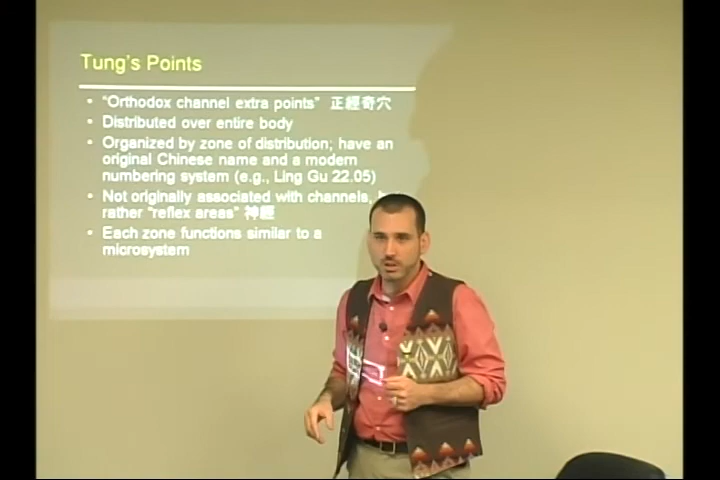 Tung's Points
• "Orthodox channel extra points" 正經奇穴
• Distributed over entire body
• Organized by zone of distribution; have an
original Chinese name and a modern
numbering system (e.g., Ling Gu 22.05)
• Not originally associated with channels,
rather "reflex areas" 神經
• Each zone functions similar to a
microsystem